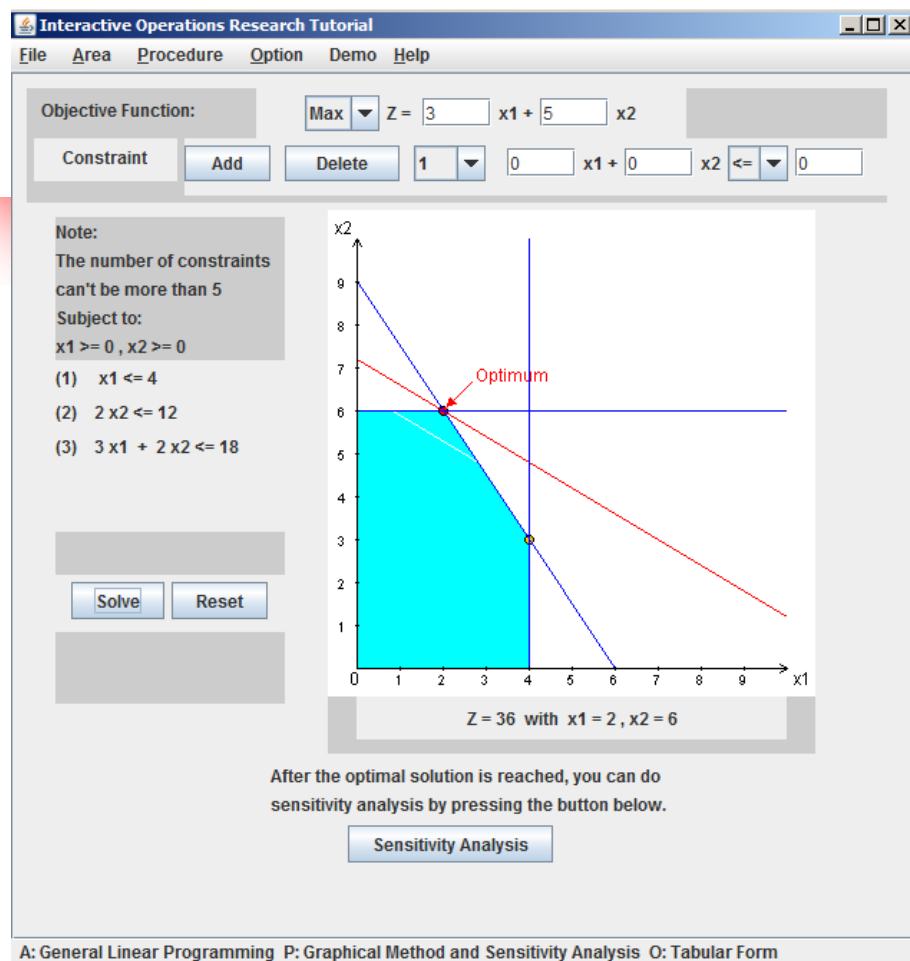 Interactive Operations Research Tutorial
File Area Procedure Option Demo Help
Objective Function: Max Z = 3 x1 + 5 x2
Constraint Add Delete 1 0 x1 + 0 x2 <= 0
Note:
The number of constraints
can't be more than 5
Subject to:
x1 >= 0 , x2 >= 0
(1) x1 <= 4
(2) 2 x2 <= 12
(3) 3 x1 + 2 x2 <= 18
Solve Reset
x2
9
8
7
Optimum
6
5
4
3
2
1
0 1 2 3 4 5 6 7 8 9 x1
Z = 36 with x1 = 2 , x2 = 6
After the optimal solution is reached, you can do
sensitivity analysis by pressing the button below.
Sensitivity Analysis
A: General Linear Programming P: Graphical Method and Sensitivity Analysis O: Tabular Form